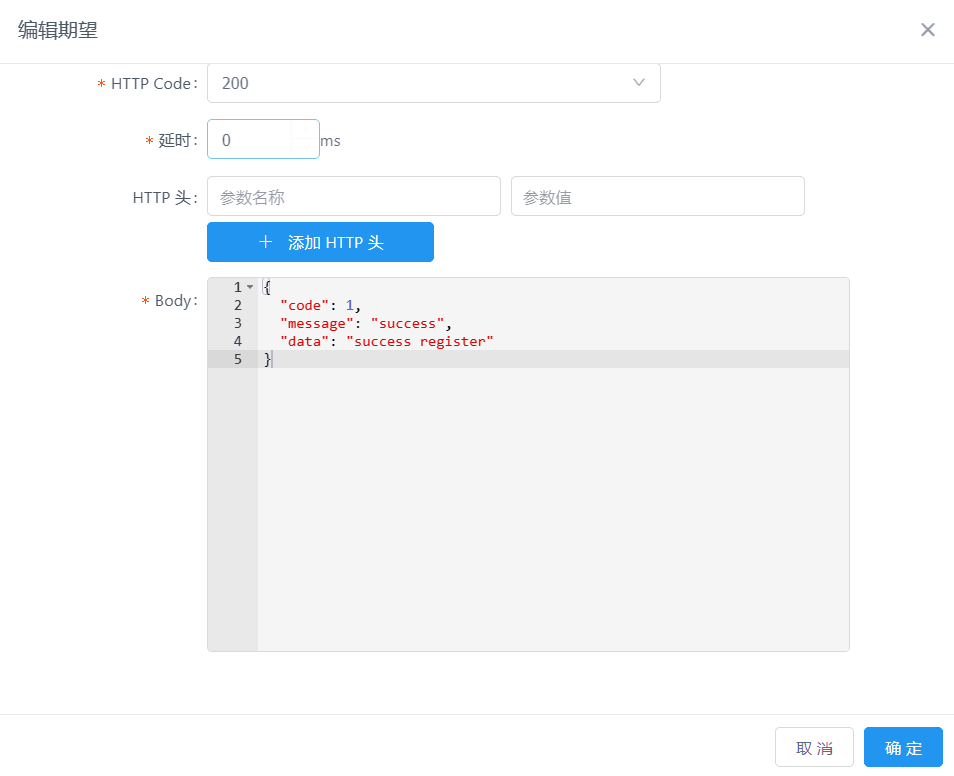 编辑期望
* HTTP Code: 200
* 延时: 0 ms
HTTP 头: 参数名称 参数值
+ 添加 HTTP 头
* Body:
1 {
2 "code": 1,
3 "message": "success",
4 "data": "success register"
5 }
取 消 确 定